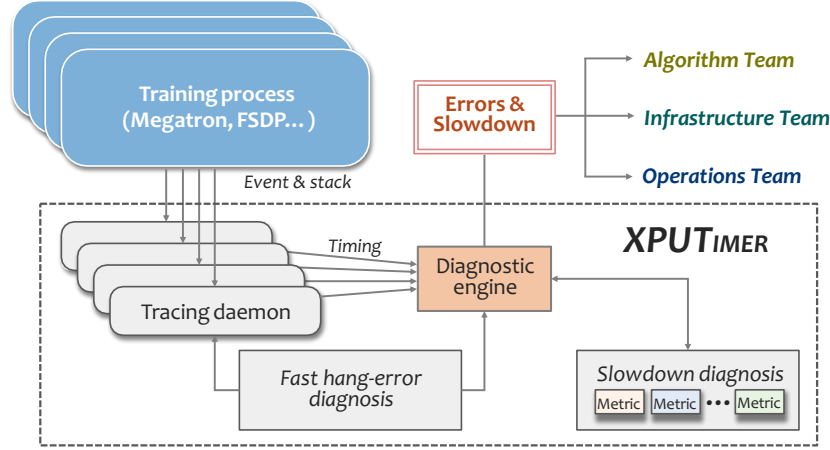 Training process
(Megatron, FSDP...)
Errors &
Slowdown
Algorithm Team
Infrastructure Team
Operations Team
Event & stack
XPUTIMER
Timing
Diagnostic
engine
Tracing daemon
Fast hang-error
diagnosis
Slowdown diagnosis
Metric Metric ••• Metric